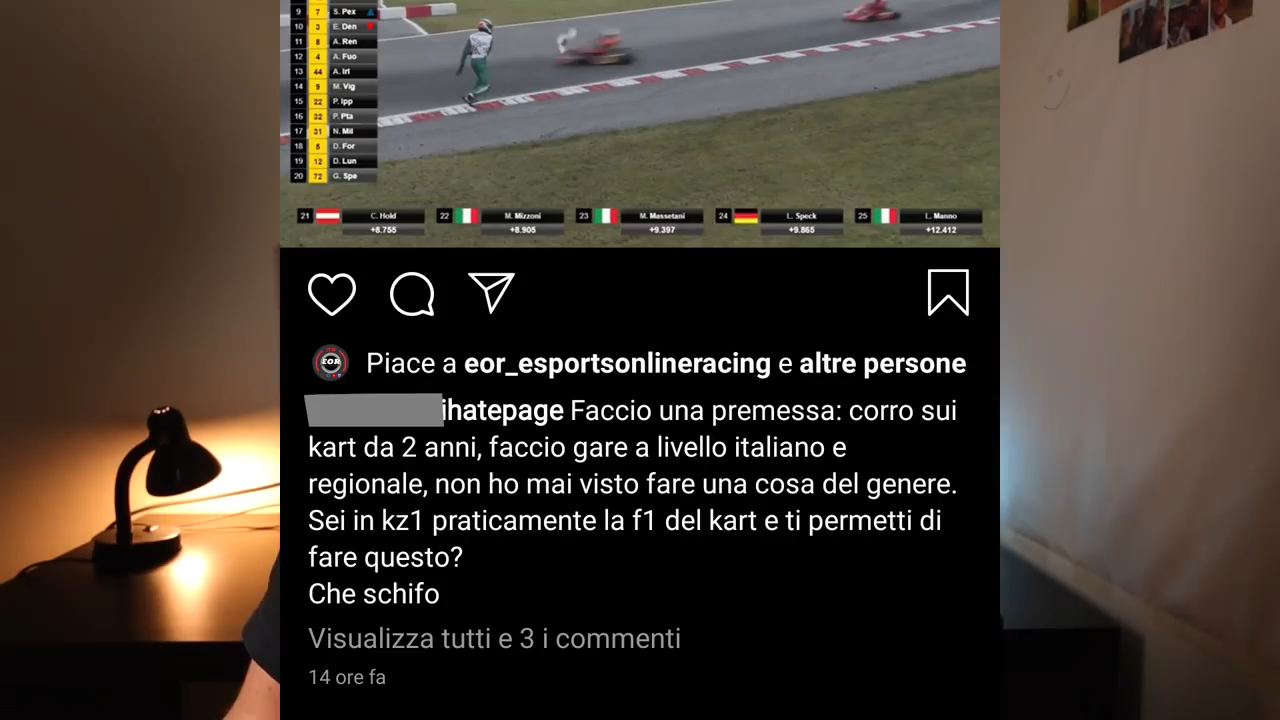 9 7 S. Pex
10 3 E. Den
11 8 A. Ren
12 4 A. Fuo
13 44 A. Irl
14 9 M. Vig
15 22 P. Ipp
16 32 P. Pta
17 31 N. Mil
18 5 D. For
19 12 D. Lun
20 72 G. Spe
21 C. Hold +8.755
22 M. Mizzoni +8.905
23 M. Massetani +9.397
24 L. Speck +9.865
25 L. Manno +12.412
EOR
Piace a eor_esportsonlineracing e altre persone
ihatepage Faccio una premessa: corro sui
kart da 2 anni, faccio gare a livello italiano e
regionale, non ho mai visto fare una cosa del genere.
Sei in kz1 praticamente la f1 del kart e ti permetti di
fare questo?
Che schifo
Visualizza tutti e 3 i commenti
14 ore fa